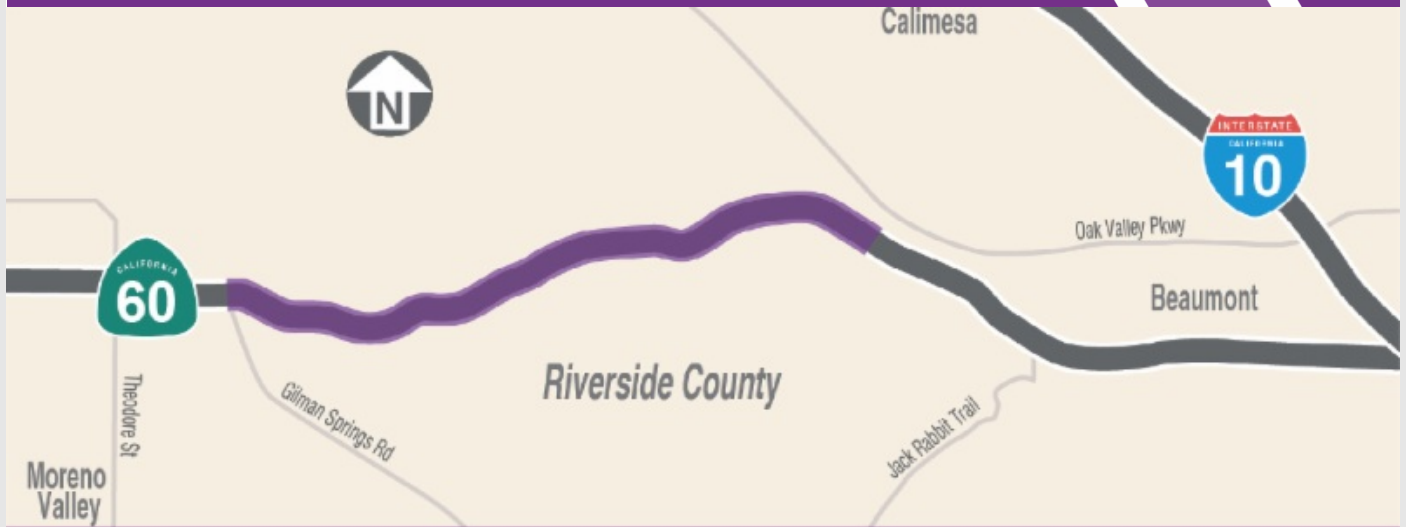 Calimesa
N
INTERSTATE
CALIFORNIA
10
Oak Valley Pkwy
CALIFORNIA
60
Beaumont
Riverside County
Theodore St
Gilman Springs Rd
Jack Rabbit Trail
Moreno
Valley